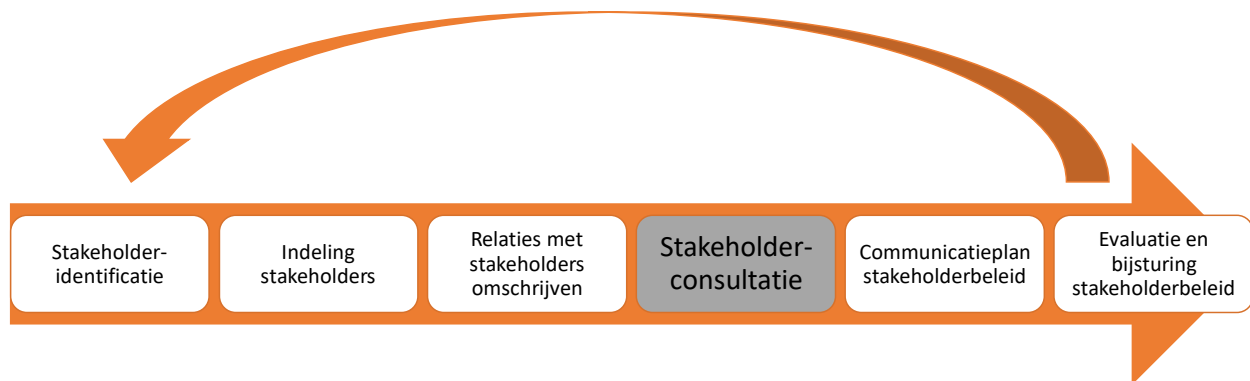 Stakeholder-
identificatie
Indeling
stakeholders
Relaties met
stakeholders
omschrijven
Stakeholder-
consultatie
Communicatieplan
stakeholderbeleid
Evaluatie en
bijsturing
stakeholderbeleid